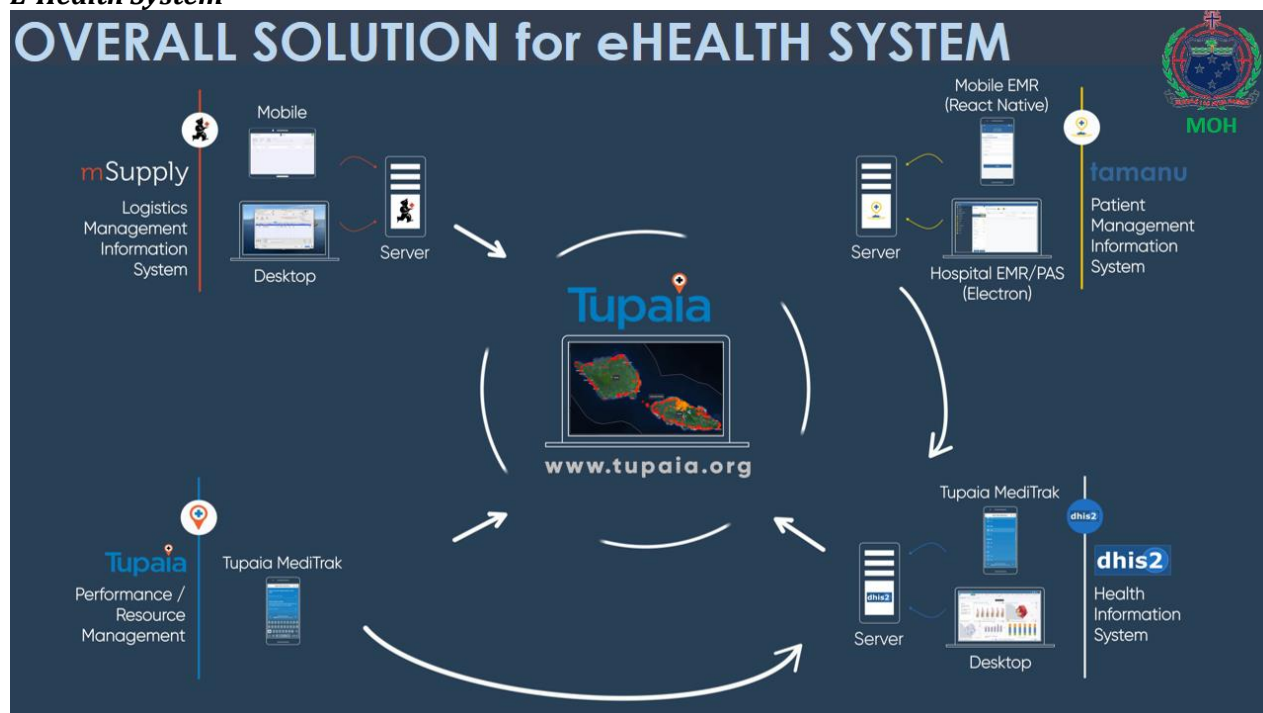 E-Health System
OVERALL SOLUTION for eHEALTH SYSTEM
MOH
mSupply
Logistics
Management
Information
System
Mobile
Desktop
Server
Mobile EMR
(React Native)
Server
Hospital EMR/PAS
(Electron)
tamanu
Patient
Management
Information
System
Tupaia
www.tupaia.org
Tupaia
Performance /
Resource
Management
Tupaia MediTrak
Tupaia MediTrak
dhis2
Server
Desktop
dhis2
dhis2
Health
Information
System